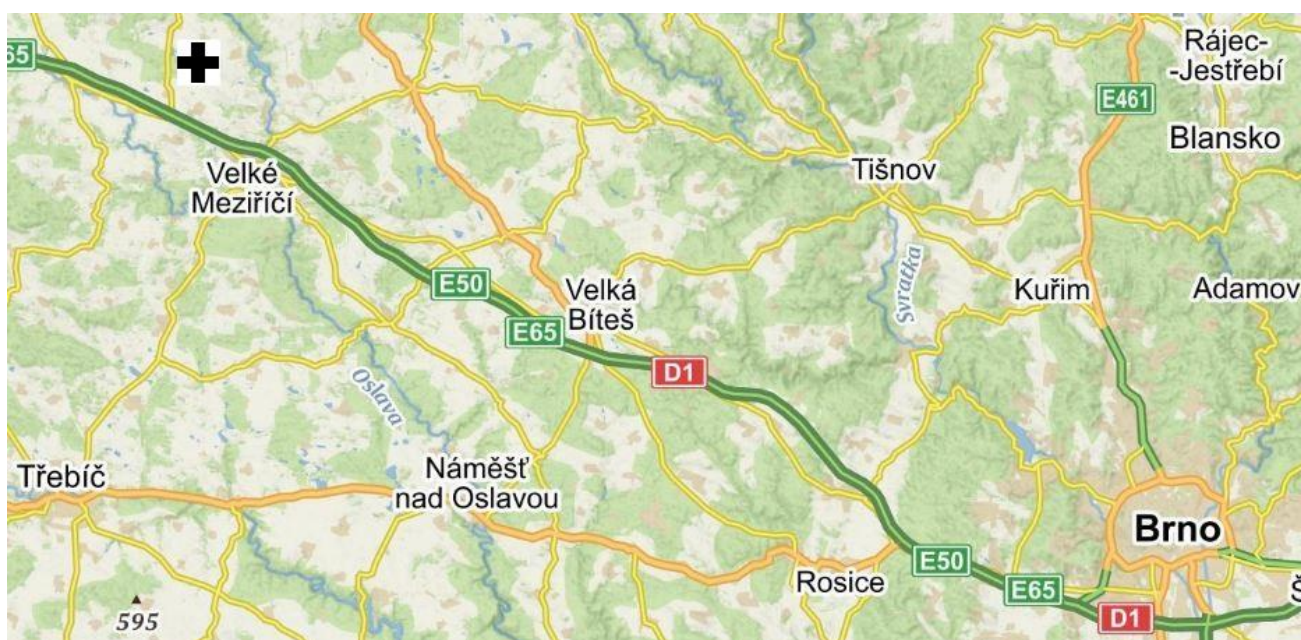 65
Rájec-
-Jestřebí
E461
Blansko
Velké
Meziříčí
Tišnov
Svratka
E50
Velká
Bíteš
Kuřim
Adamov
E65
D1
Oslava
Třebíč
Náměšť
nad Oslavou
Brno
Rosice
E50
E65
Š
D1
595